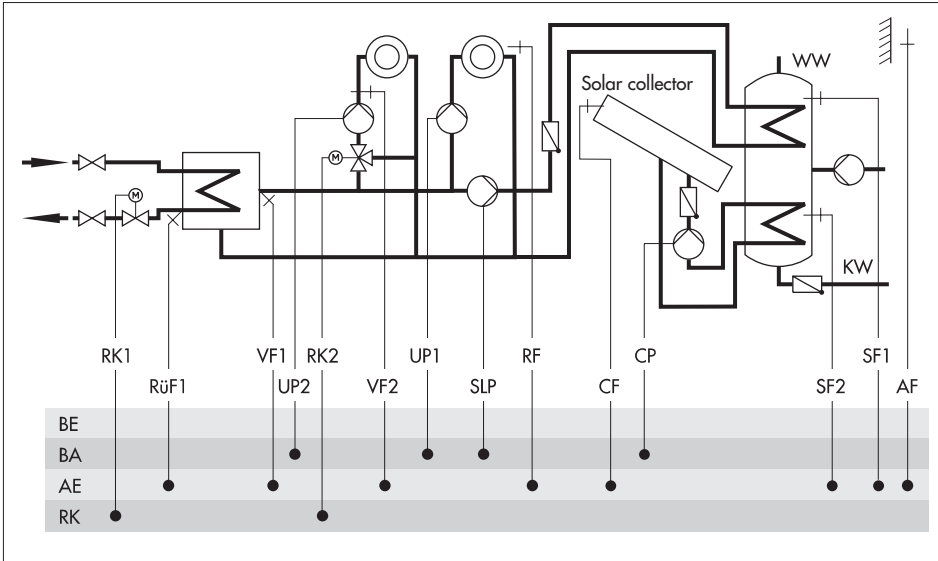 WW
Solar collector
M
M
KW
RK1
VF1
RK2
UP1
RF
CP
SF1
RüF1
UP2
VF2
SLP
CF
SF2
AF
BE
BA
AE
RK